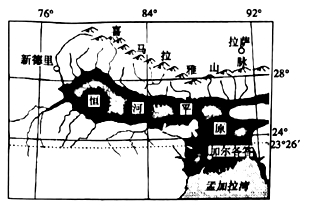 76° 84° 92°
喜马拉雅山脉
拉萨
新德里
28°
恒河平原
24°
23°26′
加尔各答
孟加拉湾